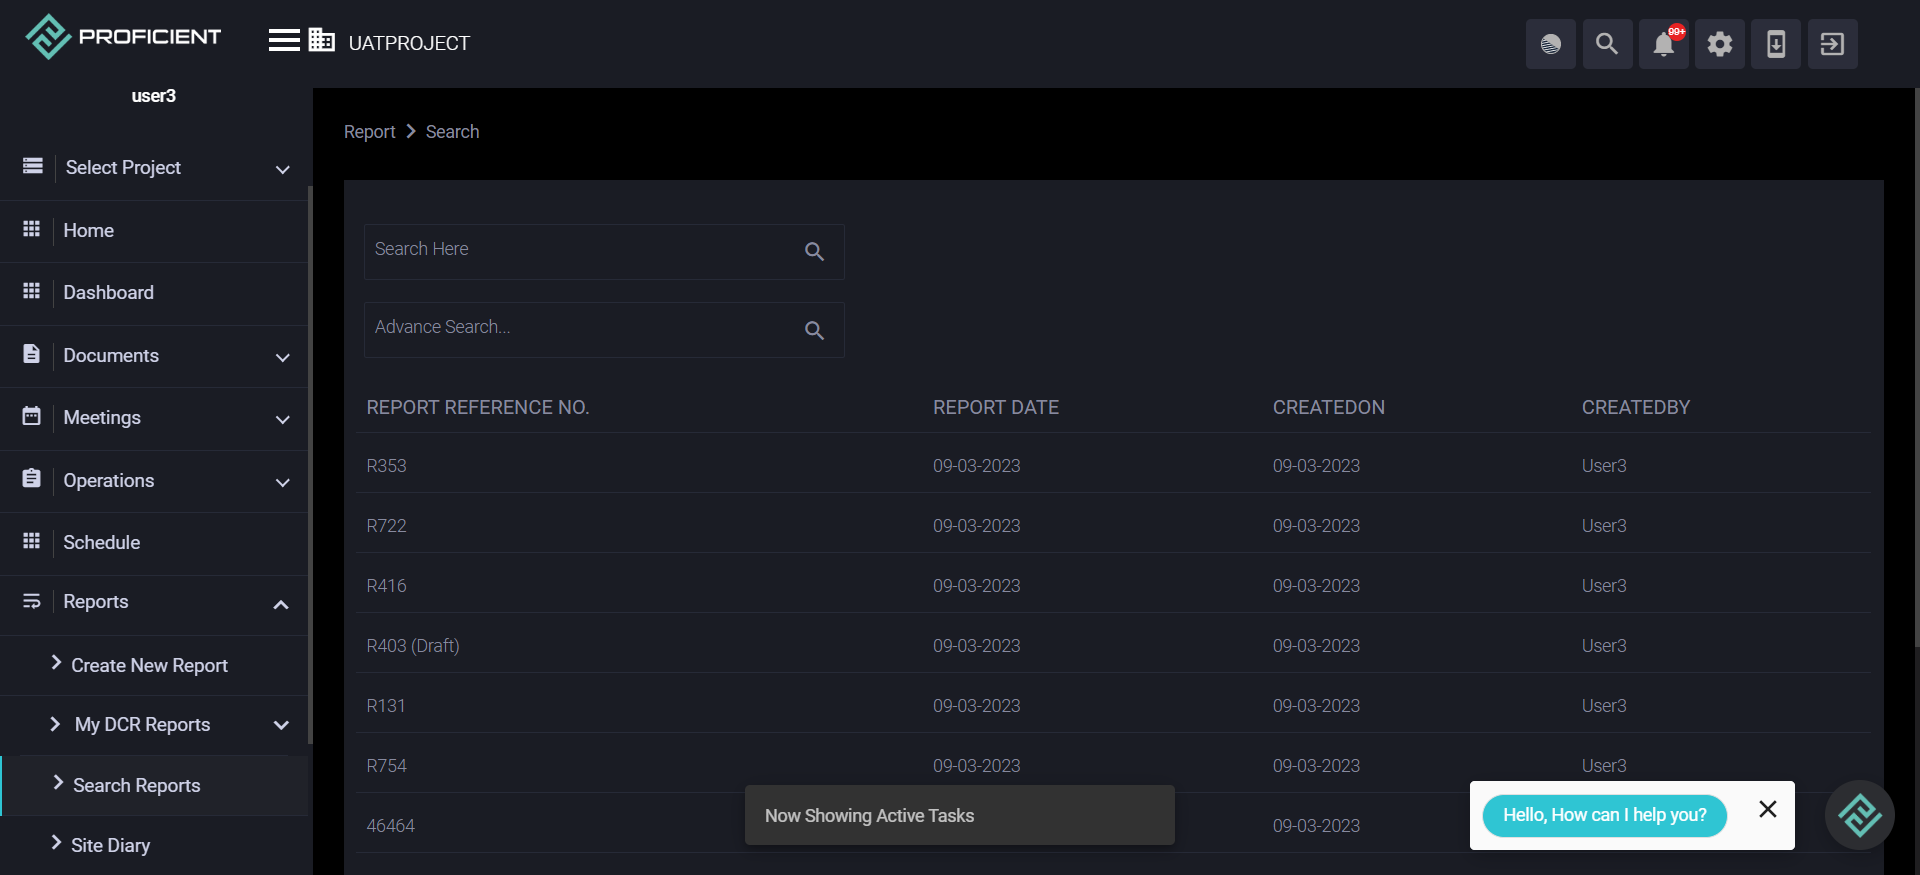 PROFICIENT
UATPROJECT
99+
user3
Select Project
Home
Dashboard
Documents
Meetings
Operations
Schedule
Reports
Create New Report
My DCR Reports
Search Reports
Site Diary
Report > Search
Search Here
Advance Search...
REPORT REFERENCE NO. REPORT DATE CREATEDON CREATEDBY
R353 09-03-2023 09-03-2023 User3
R722 09-03-2023 09-03-2023 User3
R416 09-03-2023 09-03-2023 User3
R403 (Draft) 09-03-2023 09-03-2023 User3
R131 09-03-2023 09-03-2023 User3
R754 09-03-2023 09-03-2023 User3
46464 09-03-2023
Now Showing Active Tasks
Hello, How can I help you?